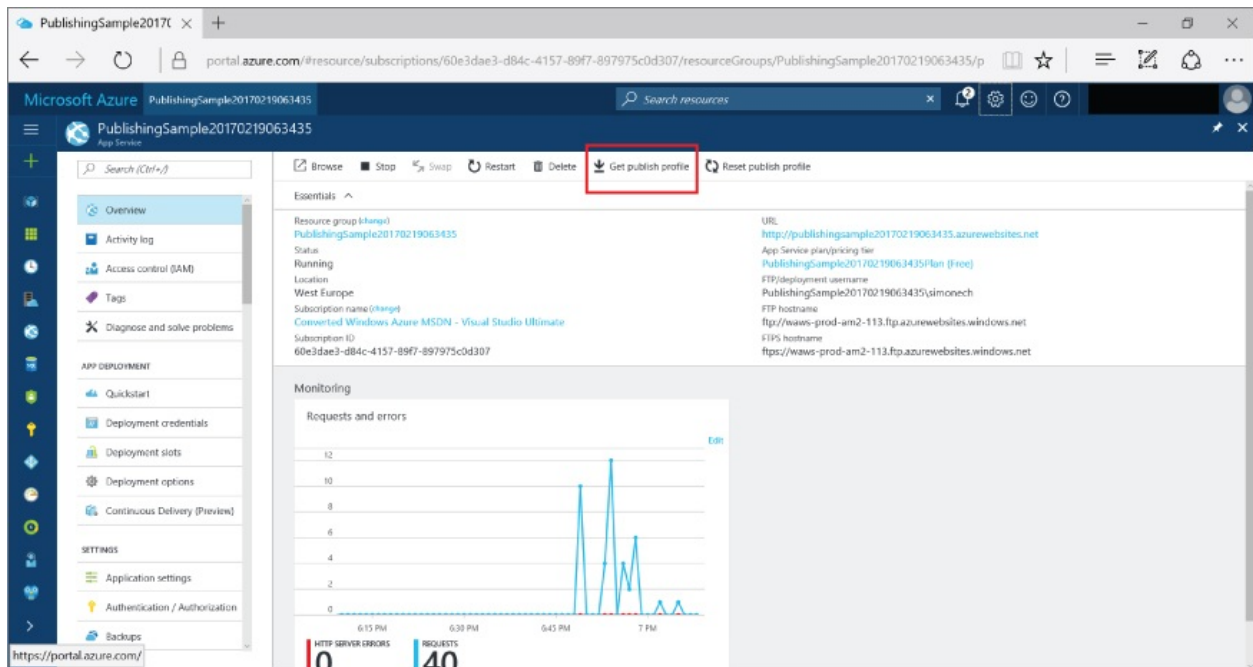 PublishingSample2017(
portal.azure.com/#resource/subscriptions/60e3dae3-d84c-4157-89f7-897975c0d307/resourceGroups/PublishingSample20170219063435/p
Microsoft Azure PublishingSample20170219063435
Search resources
2
PublishingSample20170219063435
App Service
Search (Ctrl+/)
Browse Stop Swap Restart Delete Get publish profile Reset publish profile
Essentials
Overview
Activity log
Access control (IAM)
Tags
Diagnose and solve problems
APP DEPLOYMENT
Quickstart
Deployment credentials
Deployment slots
Deployment options
Continuous Delivery (Preview)
SETTINGS
Application settings
Authentication / Authorization
Backups
https://portal.azure.com/
Resource group (change)
PublishingSample20170219063435
Status
Running
Location
West Europe
Subscription name (change)
Converted Windows Azure MSDN - Visual Studio Ultimate
Subscription ID
60e3dae3-d84c-4157-89f7-897975c0d307
URL
http://publishingsample20170219063435.azurewebsites.net
App Service plan/pricing tier
PublishingSample20170219063435Plan (Free)
FTP/deployment username
PublishingSample20170219063435\simonech
FTP hostname
ftp://waws-prod-am2-113.ftp.azurewebsites.windows.net
FTPS hostname
ftps://waws-prod-am2-113.ftp.azurewebsites.windows.net
Monitoring
Requests and errors
Edit
12
10
8
6
4
2
0
6:15 PM 6:30 PM 6:45 PM 7 PM
HTTP SERVER ERRORS REQUESTS
0 40